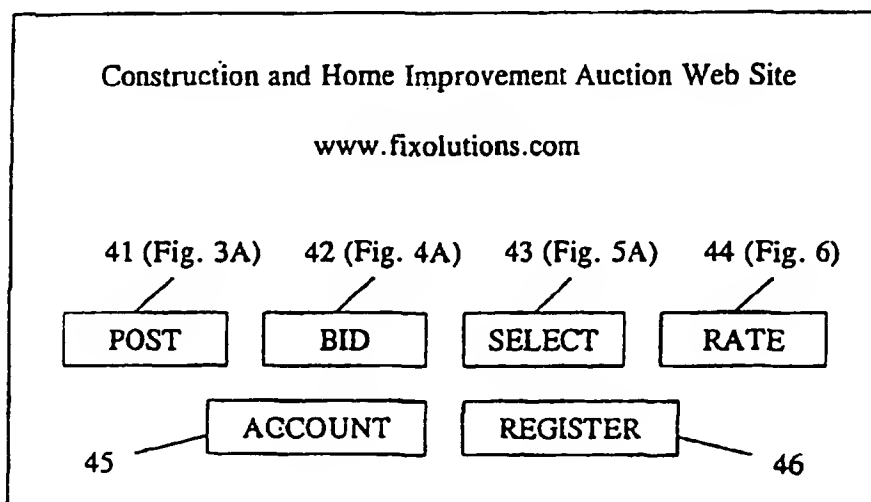 Construction and Home Improvement Auction Web Site
www.fixolutions.com
41 (Fig. 3A) 42 (Fig. 4A) 43 (Fig. 5A) 44 (Fig. 6)
POST BID SELECT RATE
ACCOUNT REGISTER
45 46